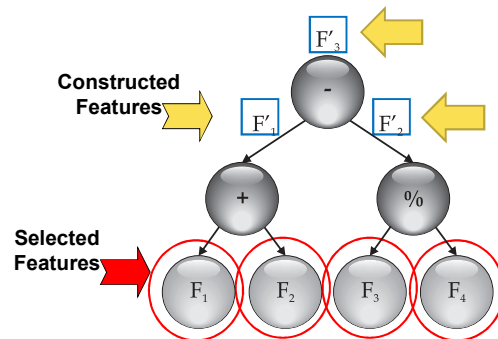 F′3
Constructed
Features
-
F′1
F′2
+
%
Selected
Features
F1
F2
F3
F4